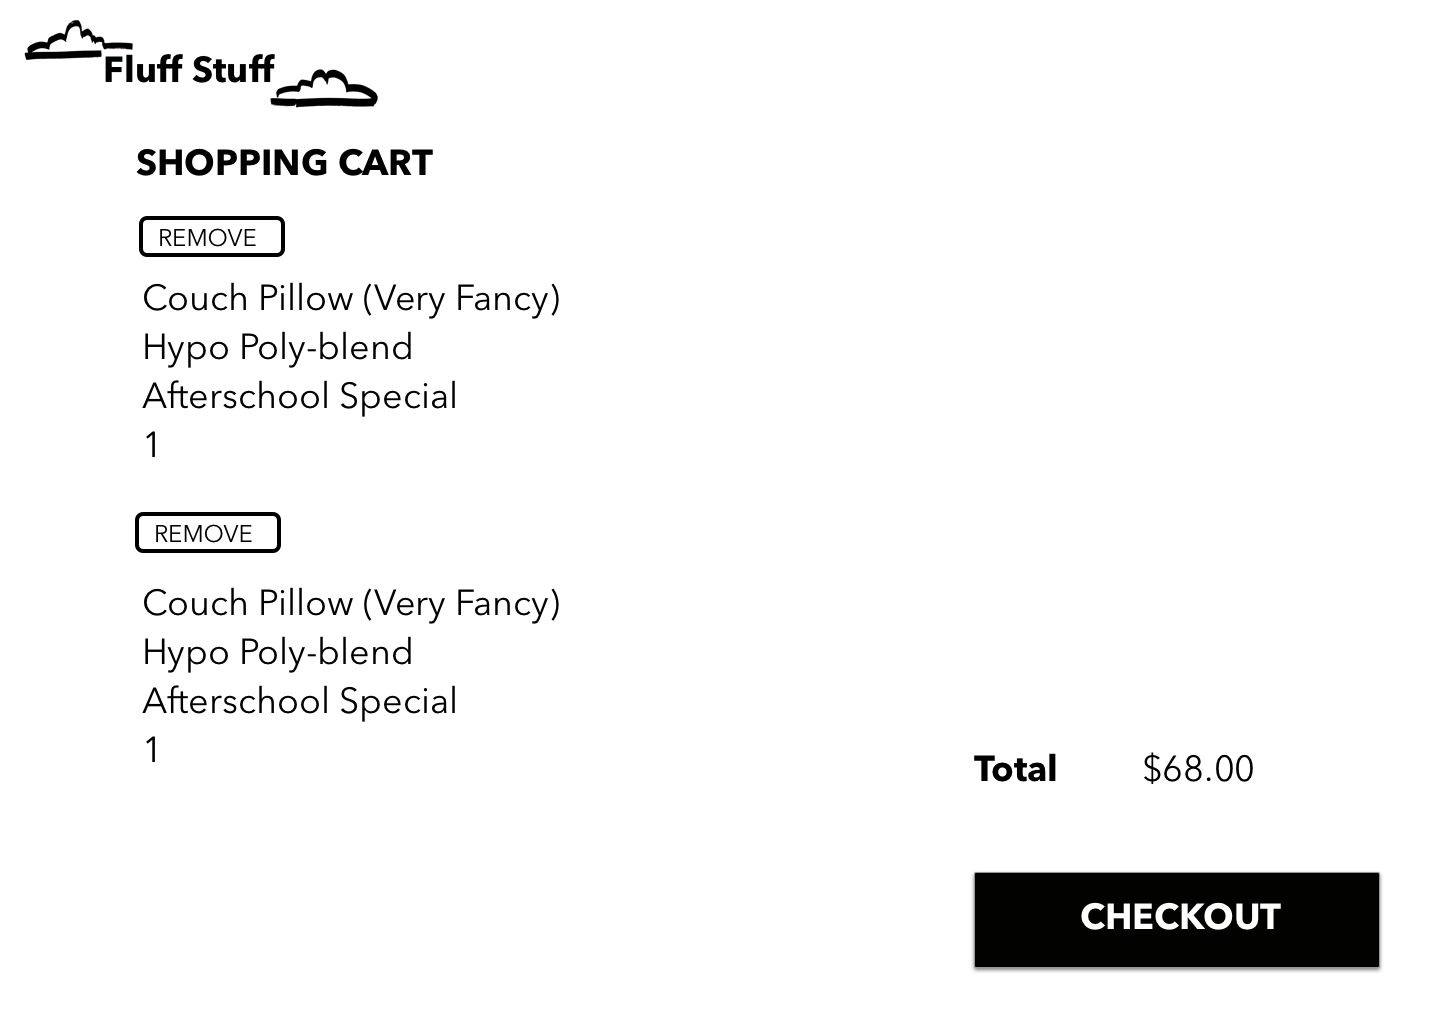 Fluff Stuff
SHOPPING CART
REMOVE
Couch Pillow (Very Fancy)
Hypo Poly-blend
Afterschool Special
1
REMOVE
Couch Pillow (Very Fancy)
Hypo Poly-blend
Afterschool Special
1
Total $68.00
CHECKOUT